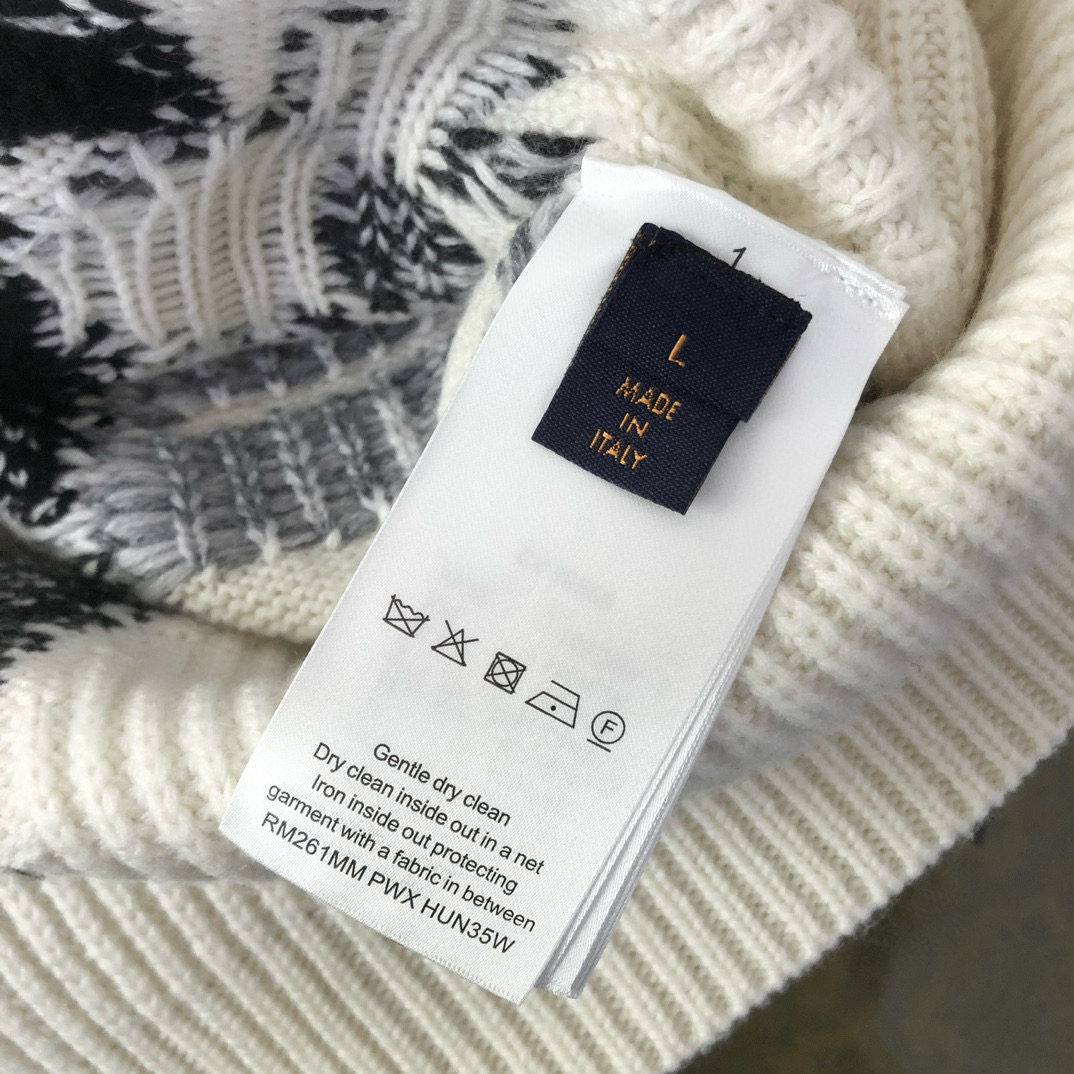 1
L
MADE
IN
ITALY
F
Gentle dry clean
Dry clean inside out in a net
Iron inside out protecting
garment with a fabric in between
RM261MM PWX HUN35W